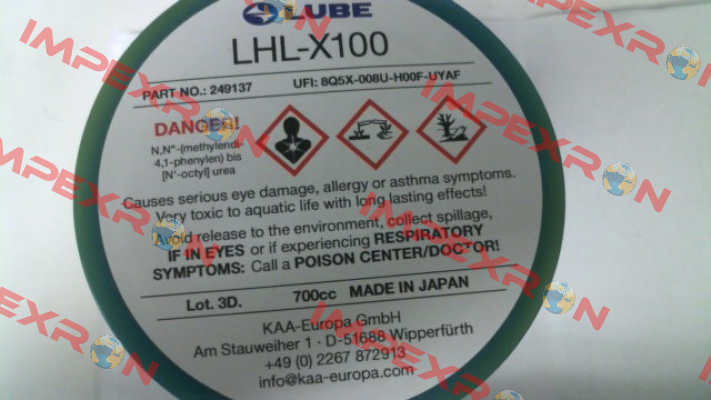 LUBE
LHL-X100
PART NO.: 249137 UFI: 8Q5X-008U-H00F-UYAF
DANGER!
N,N"-(methylendi-
4,1-phenylen) bis
[N'-octyl] urea
Causes serious eye damage, allergy or asthma symptoms.
Very toxic to aquatic life with long lasting effects!
Avoid release to the environment, collect spillage,
IF IN EYES or if experiencing RESPIRATORY
SYMPTOMS: Call a POISON CENTER/DOCTOR!
Lot. 3D. 700cc MADE IN JAPAN
KAA-Europa GmbH
Am Stauweiher 1 · D-51688 Wipperfürth
+49 (0) 2267 872913
info@kaa-europa.com
IMPEXRON
IMPEXRON
IMPEXRON
IMPEXRON
IMPEXRON
IMPEXRON